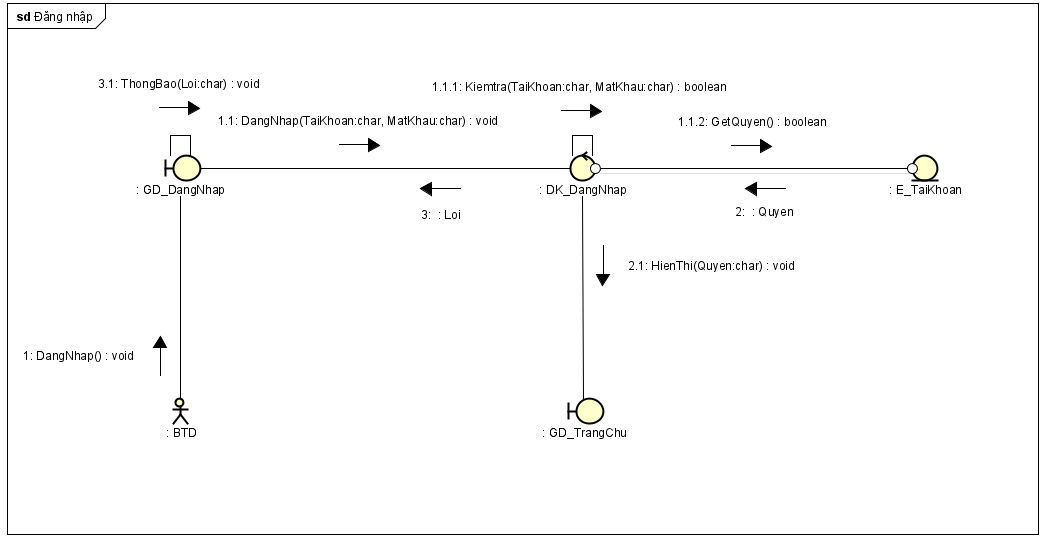 sd Đăng nhập
3.1: ThongBao(Loi:char) : void
1.1.1: Kiemtra(TaiKhoan:char, MatKhau:char) : boolean
1.1: DangNhap(TaiKhoan:char, MatKhau:char) : void
1.1.2: GetQuyen() : boolean
: GD_DangNhap
: DK_DangNhap
: E_TaiKhoan
3: : Loi
2: : Quyen
2.1: HienThi(Quyen:char) : void
1: DangNhap() : void
: BTD
: GD_TrangChu